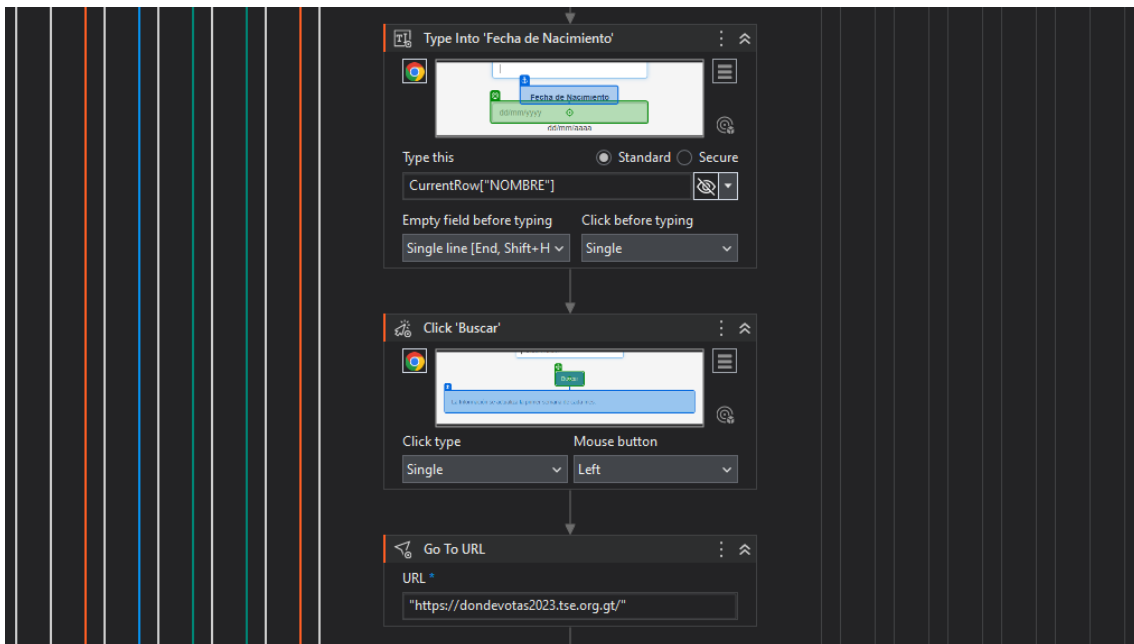 Type Into 'Fecha de Nacimiento'
Fecha de Nacimiento
dd/mm/yyyy
dd/mm/aaaa
Type this
Standard
Secure
CurrentRow["NOMBRE"]
Empty field before typing
Click before typing
Single line [End, Shift+H
Single
Click 'Buscar'
Buscar
Click type
Mouse button
Single
Left
Go To URL
URL *
"https://dondevotas2023.tse.org.gt/"